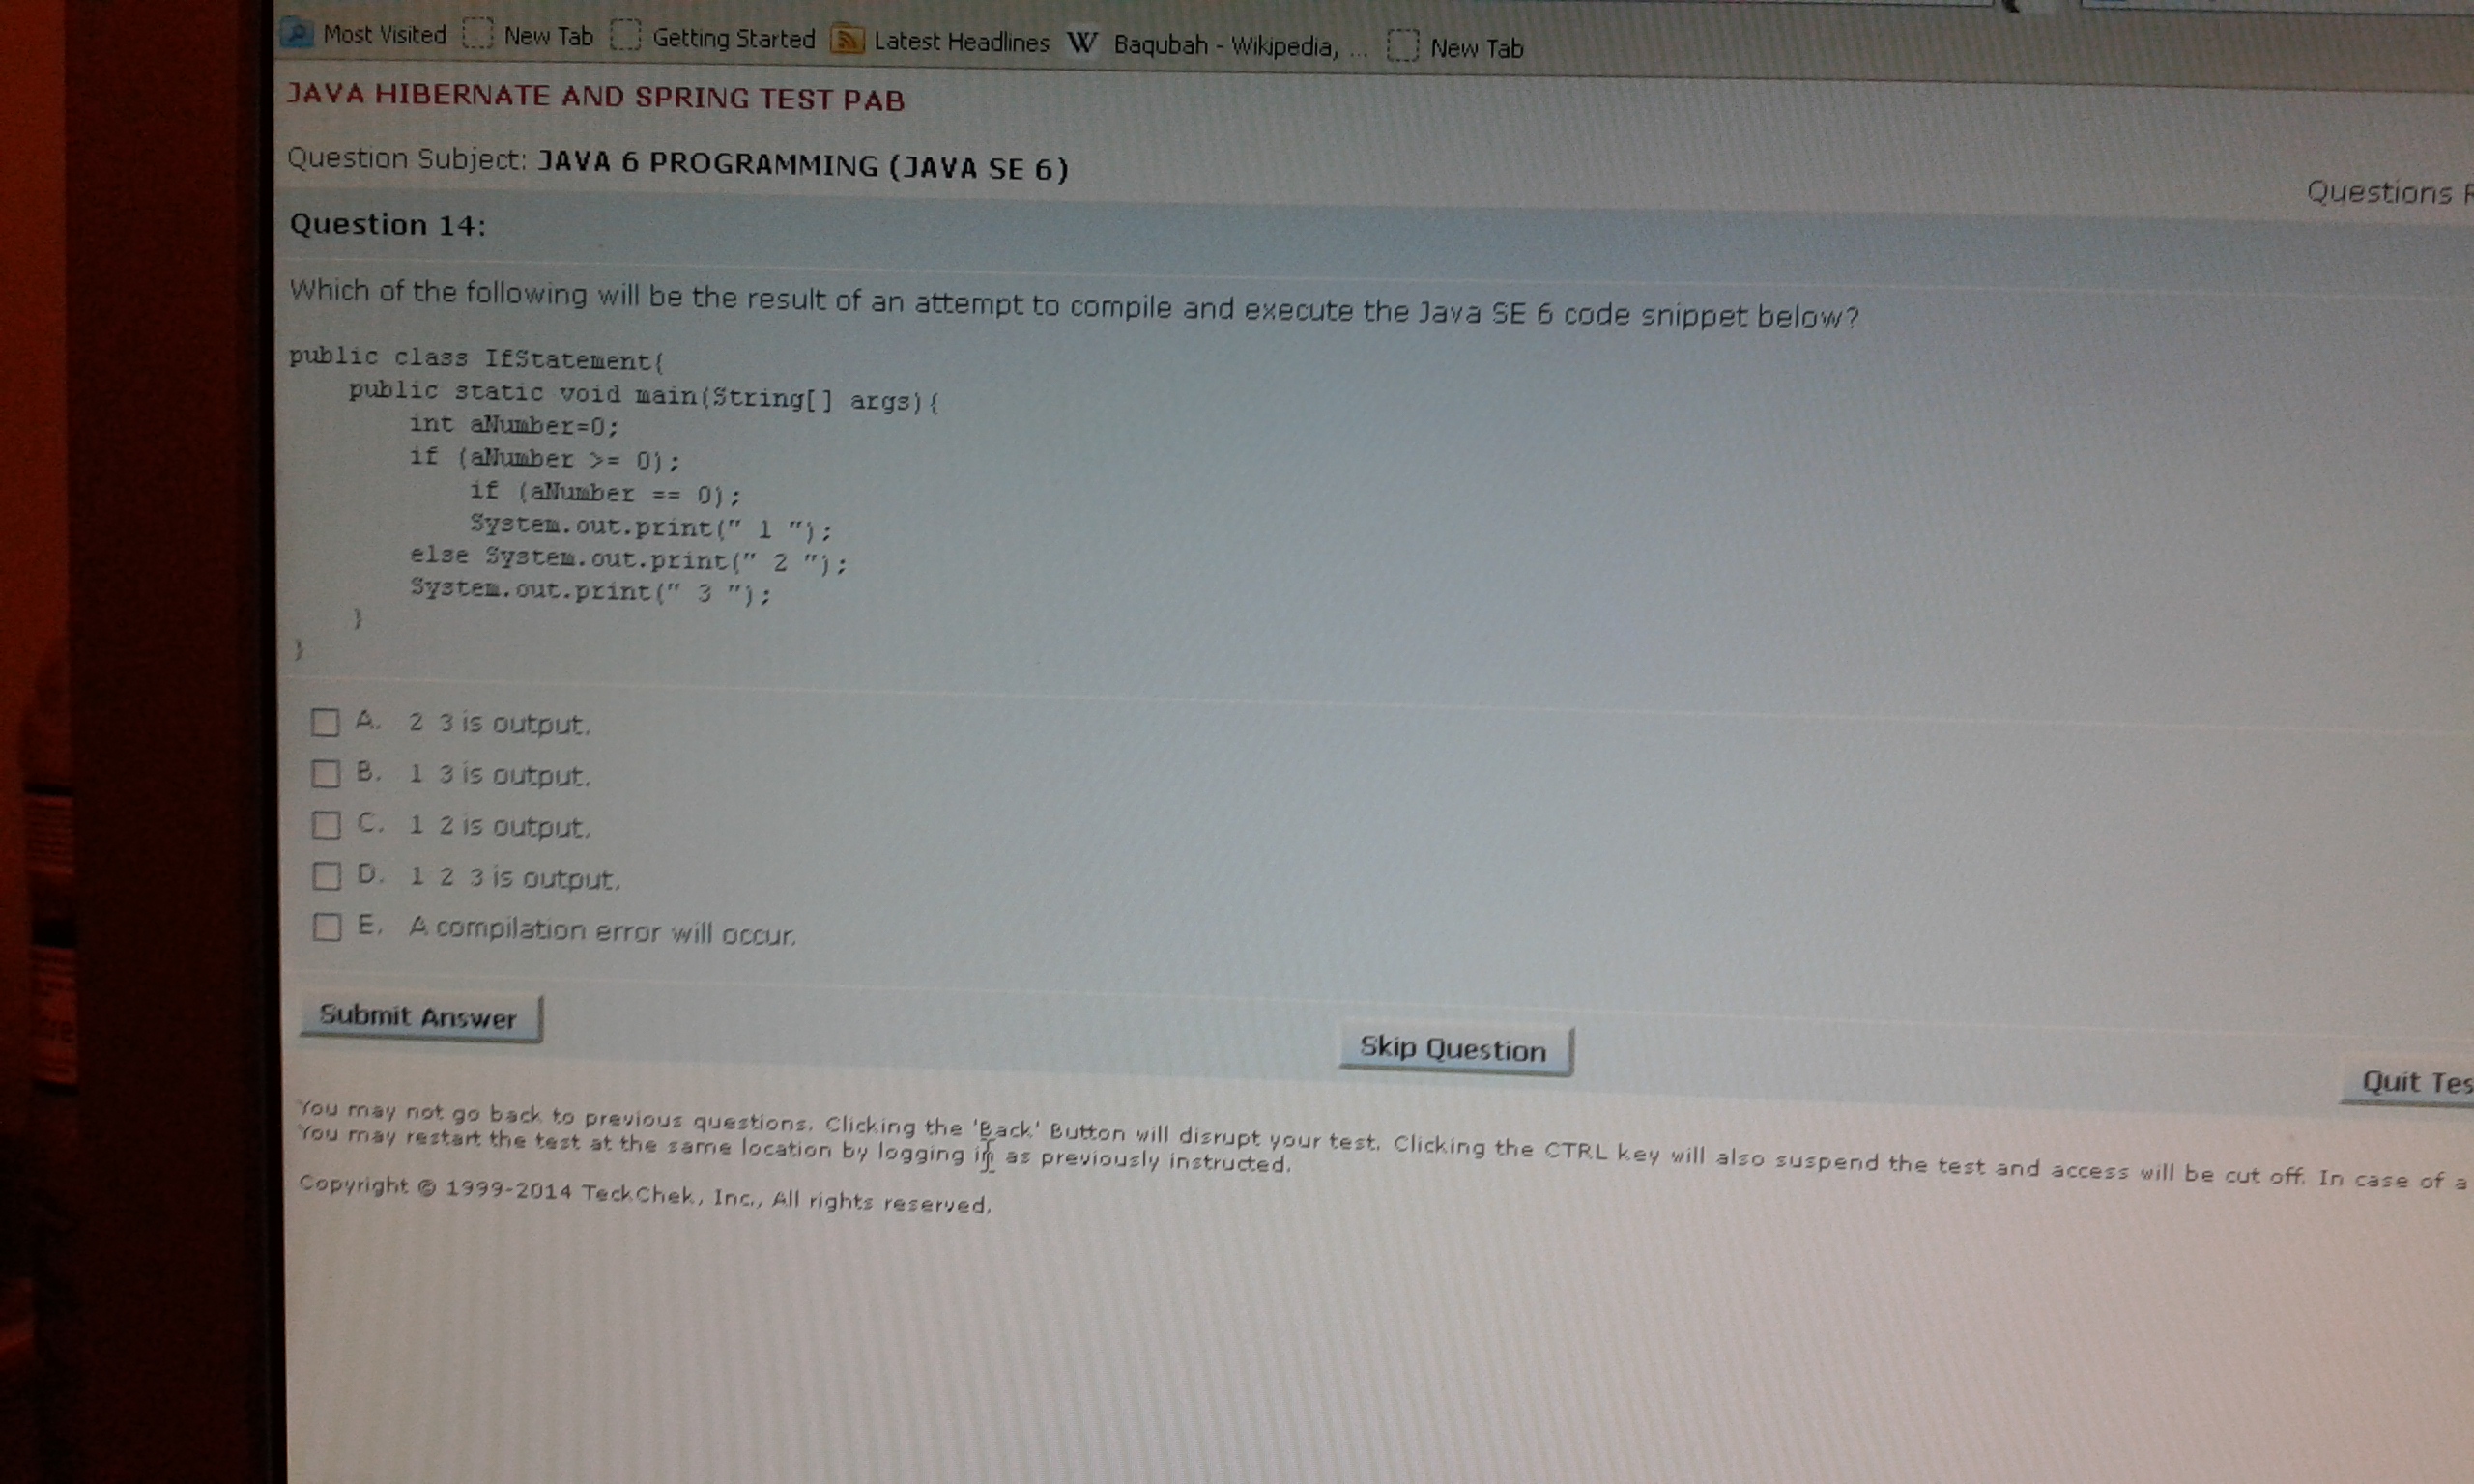 Most Visited New Tab Getting Started Latest Headlines W Baqubah - Wikipedia, ... New Tab
JAVA HIBERNATE AND SPRING TEST PAB
Question Subject: JAVA 6 PROGRAMMING (JAVA SE 6)
Questions
Question 14:
Which of the following will be the result of an attempt to compile and execute the Java SE 6 code snippet below?
public class IfStatement{
public static void main(String[] args){
int aNumber=0;
if (aNumber >= 0);
if (aNumber == 0);
System.out.print(" 1 ");
else System.out.print(" 2 ");
System.out.print(" 3 ");
}
}
A. 2 3 is output.
B. 1 3 is output.
C. 1 2 is output.
D. 1 2 3 is output.
E. A compilation error will occur.
Submit Answer
Skip Question
Quit Tes
You may not go back to previous questions. Clicking the 'Back' Button will disrupt your test. Clicking the CTRL key will also suspend the test and access will be cut off. In case of a
You may restart the test at the same location by logging in as previously instructed.
Copyright © 1999-2014 TeckChek, Inc., All rights reserved.